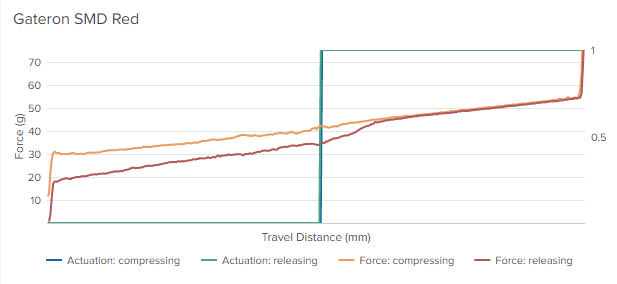 Gateron SMD Red
70
60
50
40
30
20
10
Force (g)
1
0.5
Travel Distance (mm)
Actuation: compressing
Actuation: releasing
Force: compressing
Force: releasing